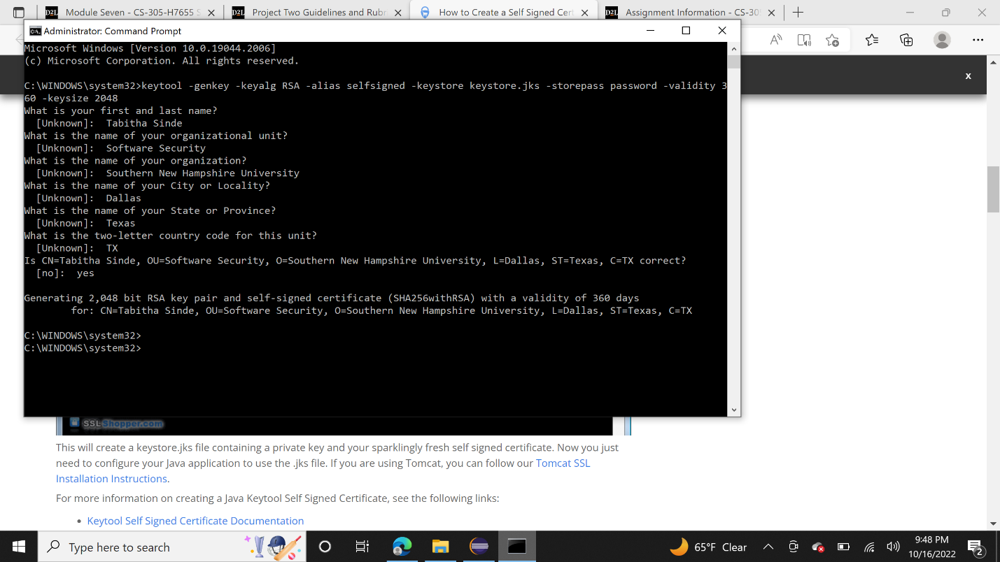 Module Seven - CS-305-H7655 S
Project Two Guidelines and Rubr
How to Create a Self Signed Cert
Assignment Information - CS-30
Administrator: Command Prompt
Microsoft Windows [Version 10.0.19044.2006]
(c) Microsoft Corporation. All rights reserved.
C:\WINDOWS\system32>keytool -genkey -keyalg RSA -alias selfsigned -keystore keystore.jks -storepass password -validity 3
60 -keysize 2048
What is your first and last name?
[Unknown]:  Tabitha Sinde
What is the name of your organizational unit?
[Unknown]:  Software Security
What is the name of your organization?
[Unknown]:  Southern New Hampshire University
What is the name of your City or Locality?
[Unknown]:  Dallas
What is the name of your State or Province?
[Unknown]:  Texas
What is the two-letter country code for this unit?
[Unknown]:  TX
Is CN=Tabitha Sinde, OU=Software Security, O=Southern New Hampshire University, L=Dallas, ST=Texas, C=TX correct?
[no]:  yes
Generating 2,048 bit RSA key pair and self-signed certificate (SHA256withRSA) with a validity of 360 days
for: CN=Tabitha Sinde, OU=Software Security, O=Southern New Hampshire University, L=Dallas, ST=Texas, C=TX
C:\WINDOWS\system32>
C:\WINDOWS\system32>
x
SSLShopper.com
This will create a keystore.jks file containing a private key and your sparklingly fresh self signed certificate. Now you just
need to configure your Java application to use the .jks file. If you are using Tomcat, you can follow our Tomcat SSL
Installation Instructions.
For more information on creating a Java Keytool Self Signed Certificate, see the following links:
• Keytool Self Signed Certificate Documentation
Type here to search
65°F Clear
9:48 PM
10/16/2022
2